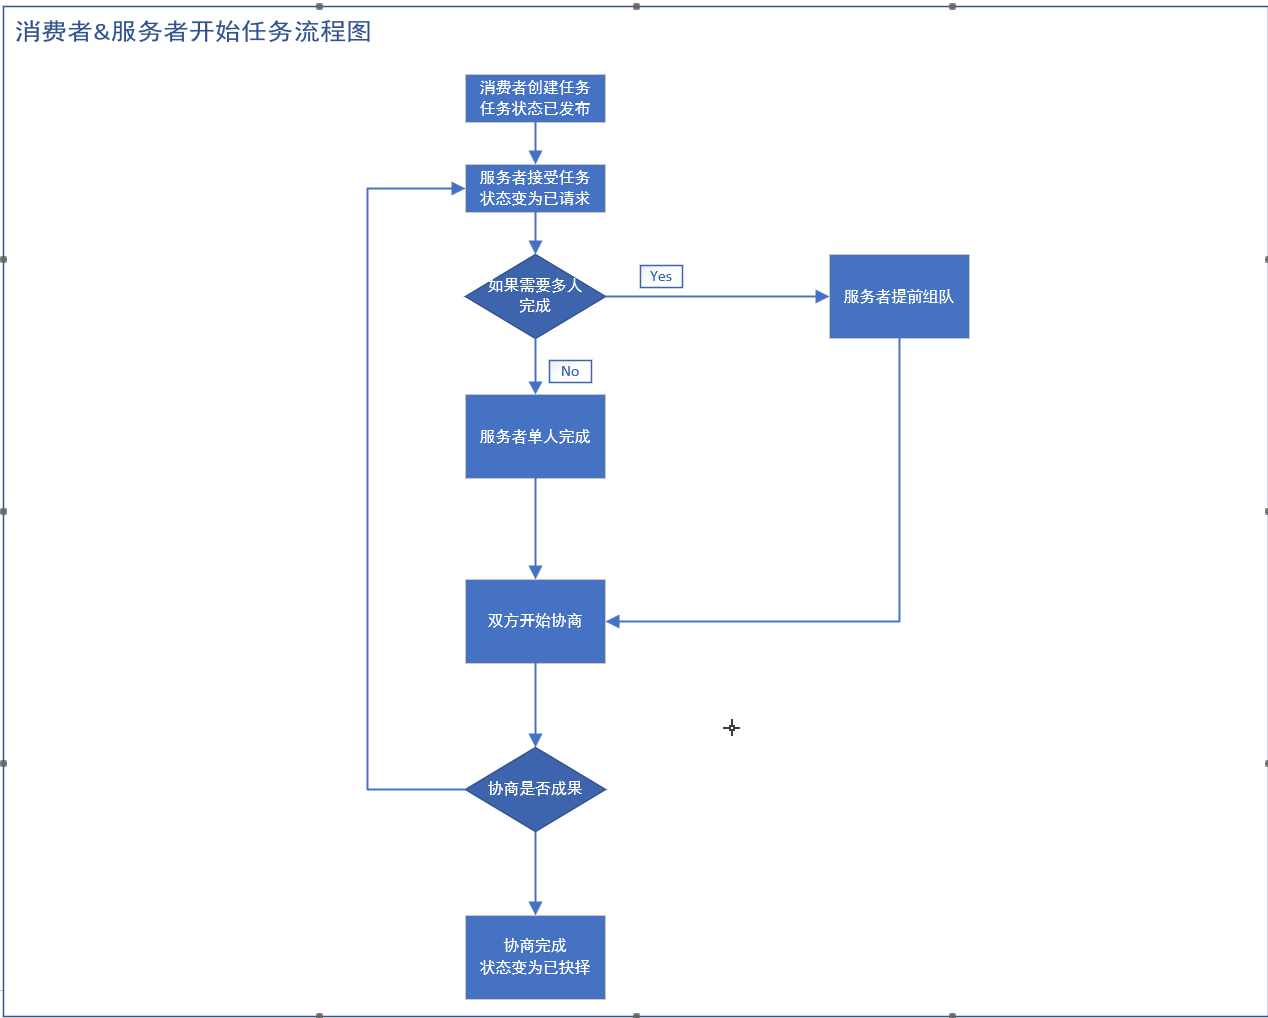 消费者&服务者开始任务流程图
消费者创建任务
任务状态已发布
服务者接受任务
状态变为已请求
如果需要多人
完成
Yes
服务者提前组队
No
服务者单人完成
双方开始协商
协商是否成果
协商完成
状态变为已抉择